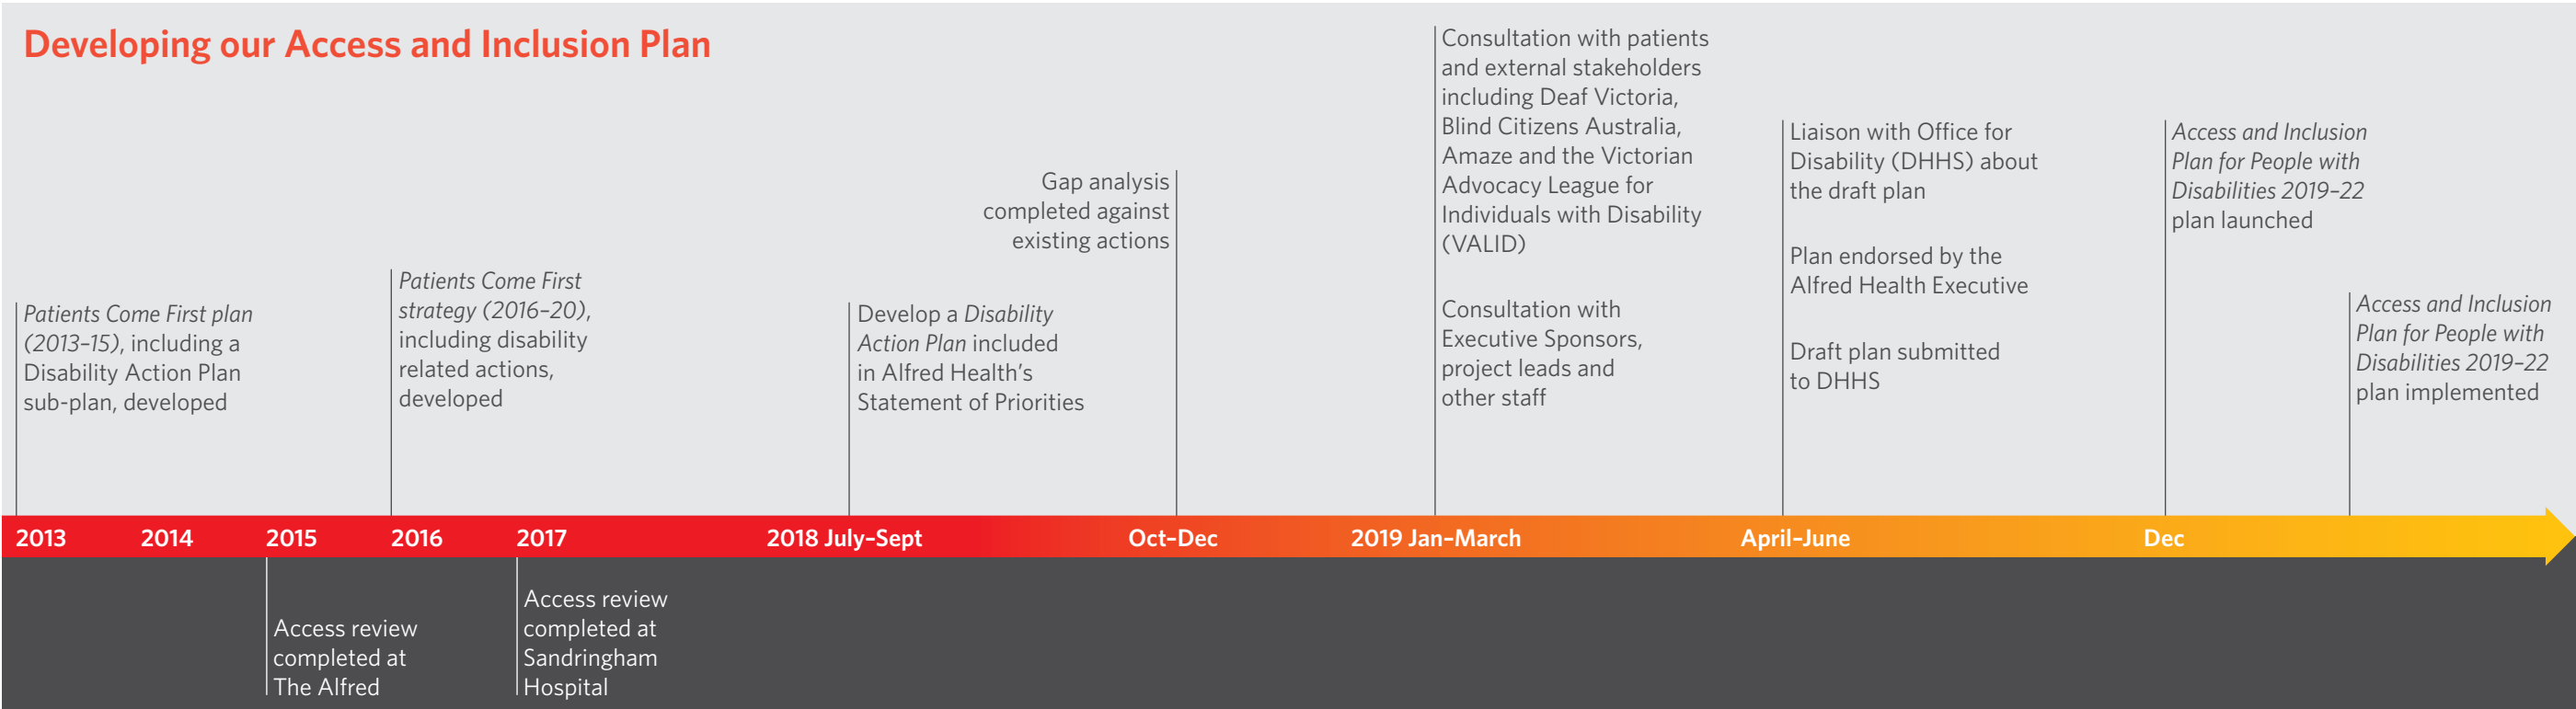 Developing our Access and Inclusion Plan
Patients Come First plan
(2013–15), including a
Disability Action Plan
sub-plan, developed
Patients Come First
strategy (2016–20),
including disability
related actions,
developed
Develop a Disability
Action Plan included
in Alfred Health's
Statement of Priorities
Gap analysis
completed against
existing actions
Consultation with patients
and external stakeholders
including Deaf Victoria,
Blind Citizens Australia,
Amaze and the Victorian
Advocacy League for
Individuals with Disability
(VALID)
Consultation with
Executive Sponsors,
project leads and
other staff
Liaison with Office for
Disability (DHHS) about
the draft plan
Plan endorsed by the
Alfred Health Executive
Draft plan submitted
to DHHS
Access and Inclusion
Plan for People with
Disabilities 2019–22
plan launched
Access and Inclusion
Plan for People with
Disabilities 2019–22
plan implemented
2013 2014 2015 2016 2017 2018 July–Sept Oct–Dec 2019 Jan–March April–June Dec
Access review
completed at
The Alfred
Access review
completed at
Sandringham
Hospital